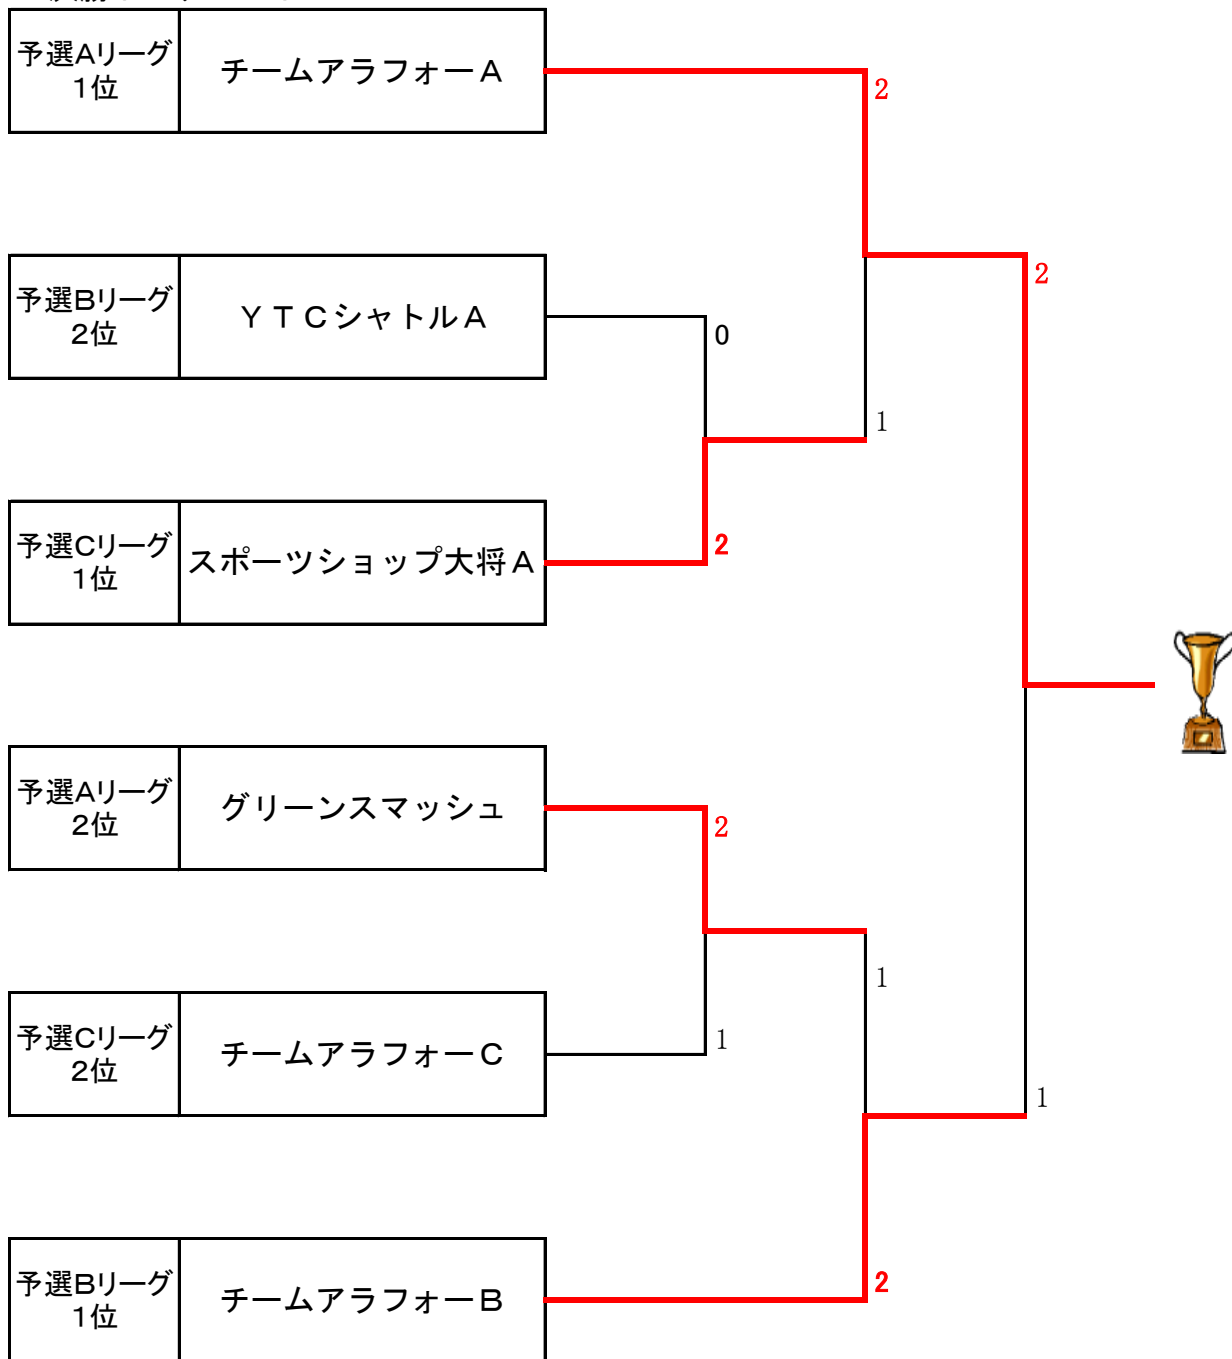 予選Aリーグ
1位
チームアラフォーA
2
2
予選Bリーグ
2位
YTCシャトルA
0
1
予選Cリーグ
1位
スポーツショップ大将A
2
予選Aリーグ
2位
グリーンスマッシュ
2
1
予選Cリーグ
2位
チームアラフォーC
1
1
予選Bリーグ
1位
チームアラフォーB
2